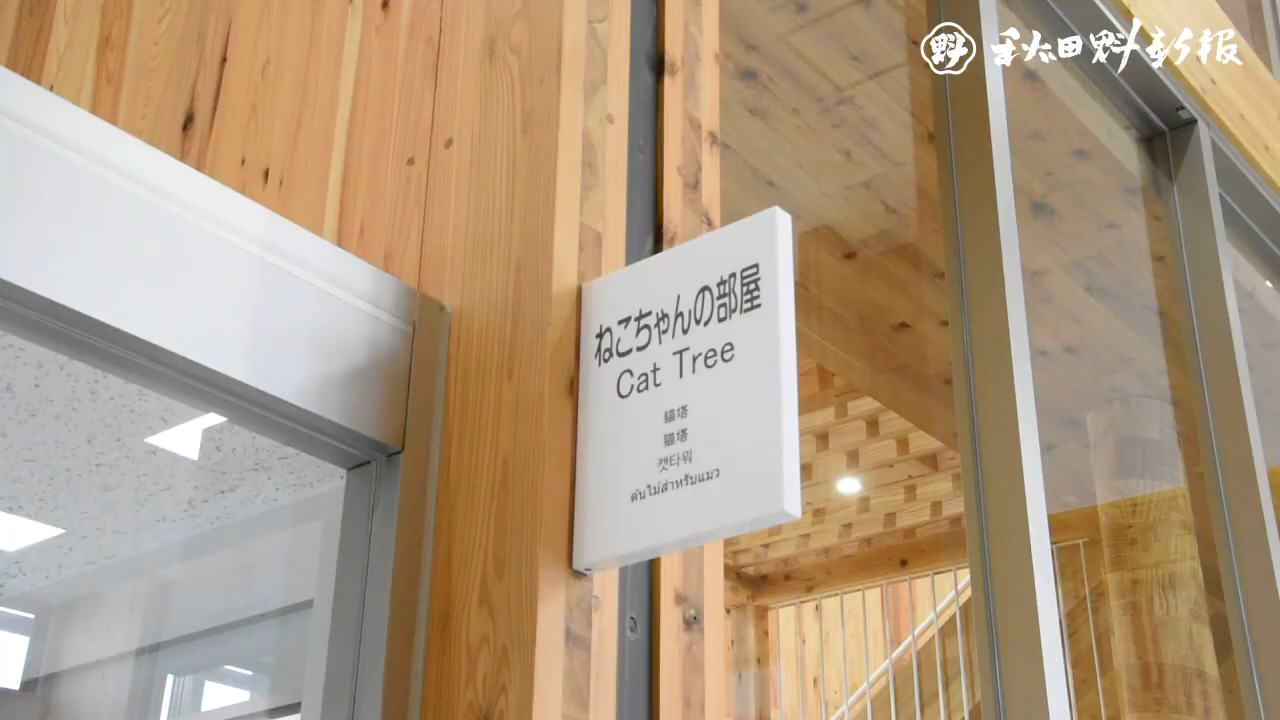 魁 秋田魁新報
ねこちゃんの部屋
Cat Tree
貓塔
猫塔
캣타워
ต้นไม้สำหรับแมว